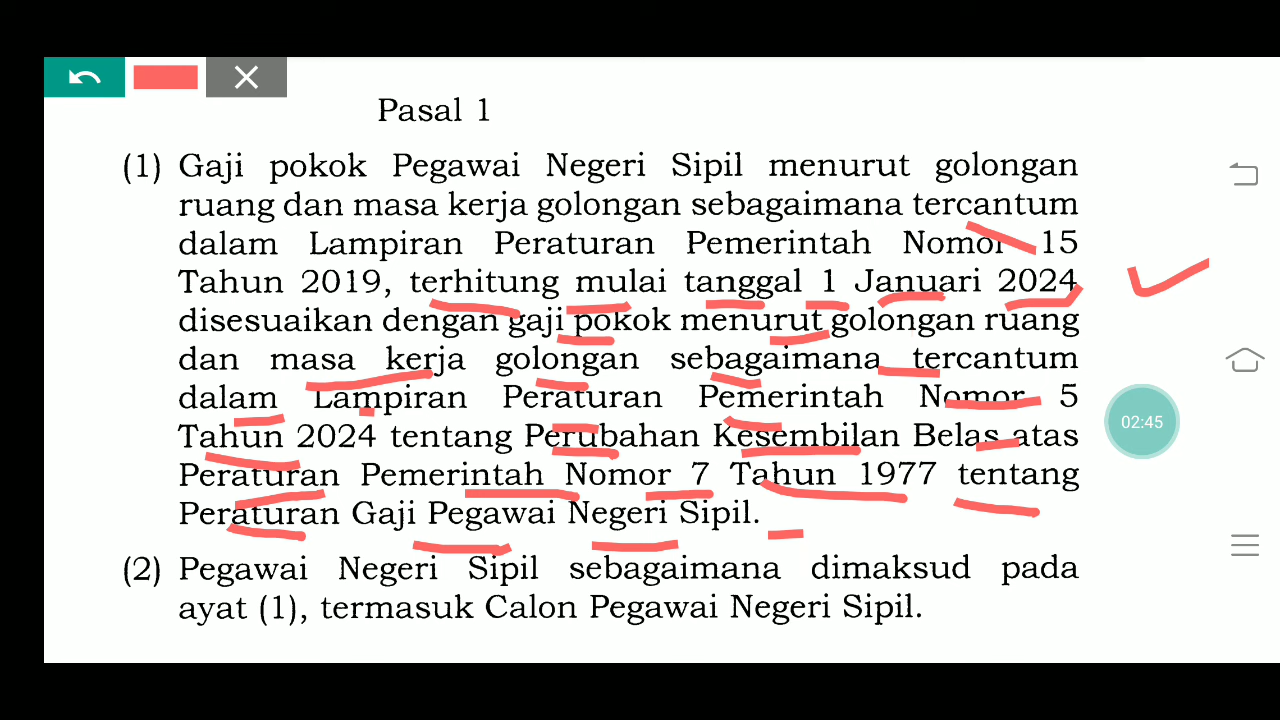 Pasal 1
(1) Gaji pokok Pegawai Negeri Sipil menurut golongan
ruang dan masa kerja golongan sebagaimana tercantum
dalam Lampiran Peraturan Pemerintah Nomor 15
Tahun 2019, terhitung mulai tanggal 1 Januari 2024
disesuaikan dengan gaji pokok menurut golongan ruang
dan masa kerja golongan sebagaimana tercantum
dalam Lampiran Peraturan Pemerintah Nomor 5
Tahun 2024 tentang Perubahan Kesembilan Belas atas
Peraturan Pemerintah Nomor 7 Tahun 1977 tentang
Peraturan Gaji Pegawai Negeri Sipil.
(2) Pegawai Negeri Sipil sebagaimana dimaksud pada
ayat (1), termasuk Calon Pegawai Negeri Sipil.
02:45